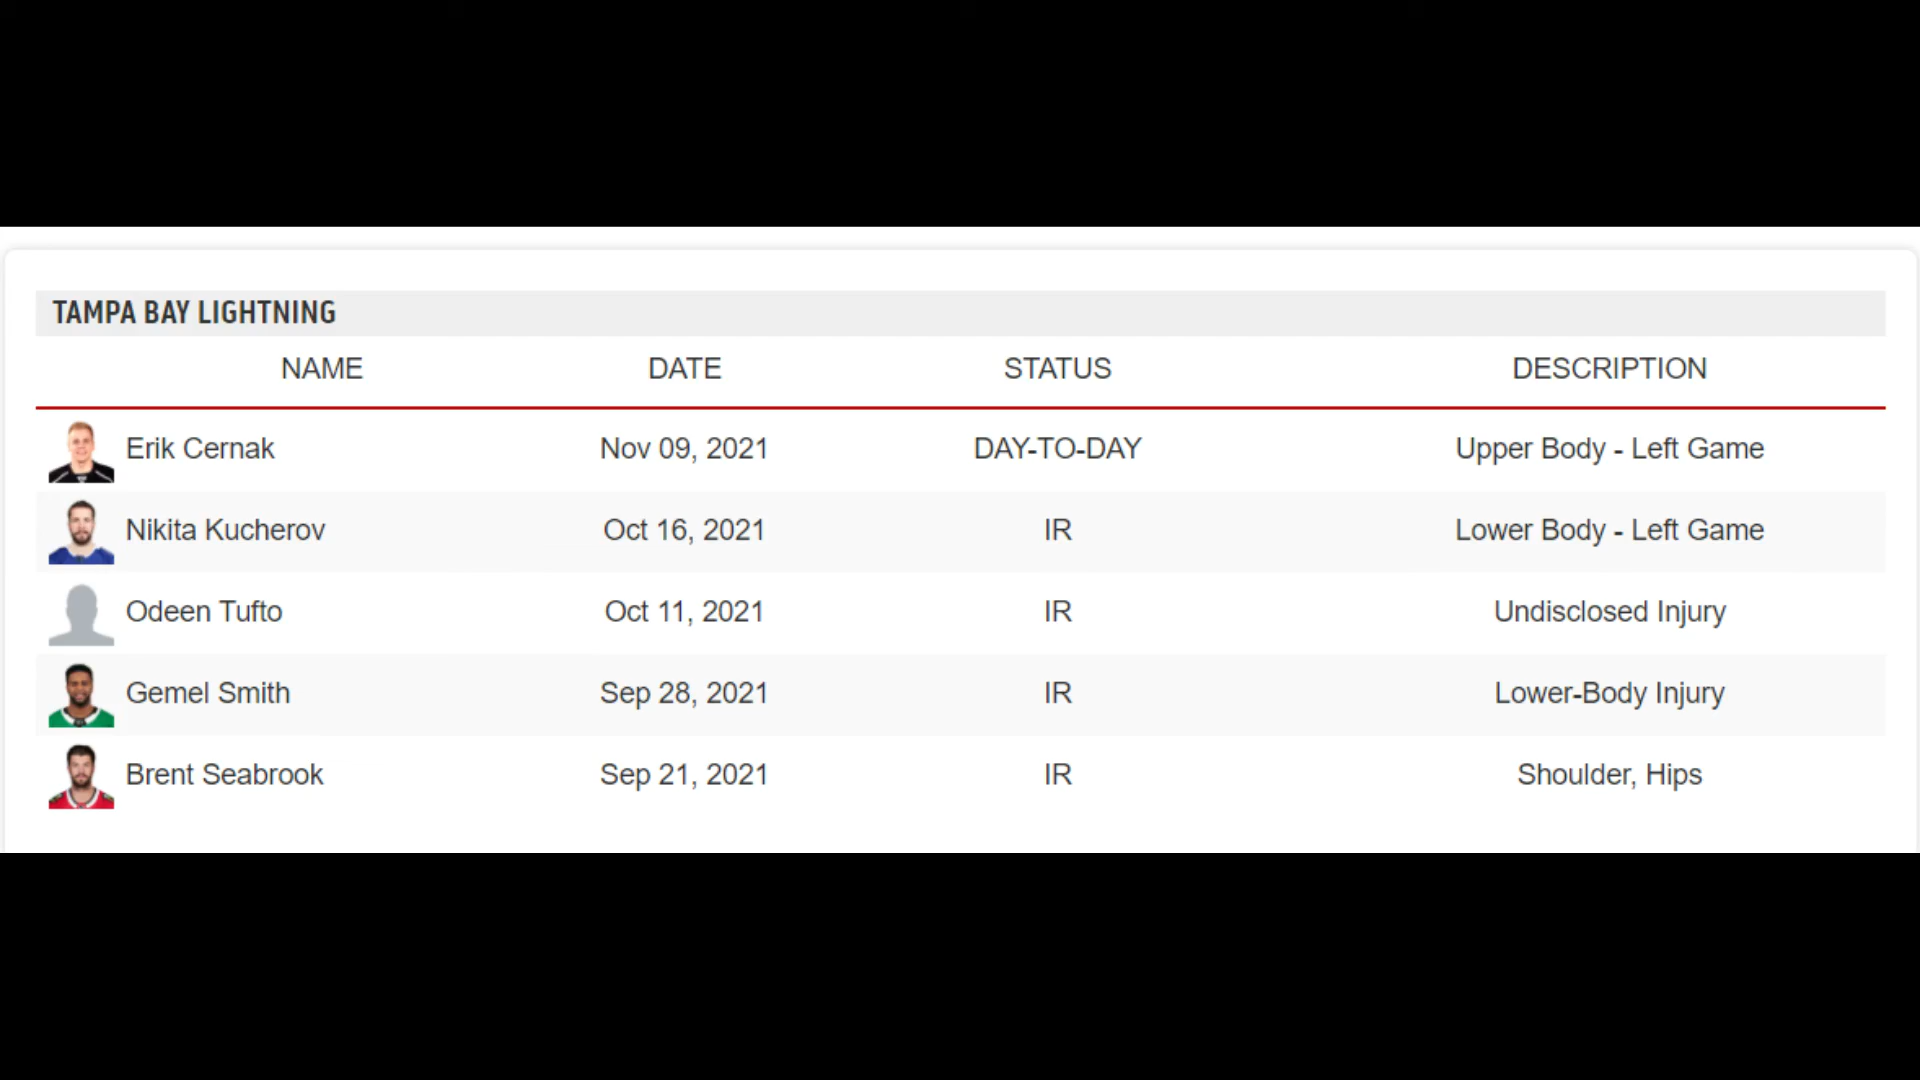 TAMPA BAY LIGHTNING
NAME DATE STATUS DESCRIPTION
Erik Cernak Nov 09, 2021 DAY-TO-DAY Upper Body - Left Game
Nikita Kucherov Oct 16, 2021 IR Lower Body - Left Game
Odeen Tufto Oct 11, 2021 IR Undisclosed Injury
Gemel Smith Sep 28, 2021 IR Lower-Body Injury
Brent Seabrook Sep 21, 2021 IR Shoulder, Hips